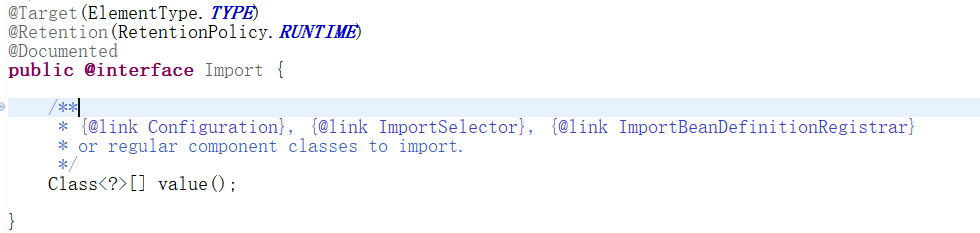 @Target(ElementType.TYPE)
@Retention(RetentionPolicy.RUNTIME)
@Documented
public @interface Import {
/**
* {@link Configuration}, {@link ImportSelector}, {@link ImportBeanDefinitionRegistrar}
* or regular component classes to import.
*/
Class<?>[] value();
}